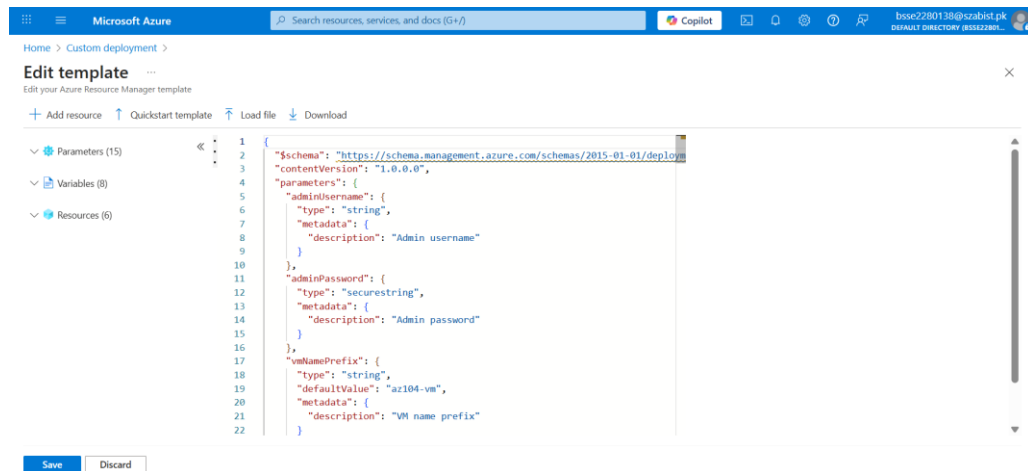 Microsoft Azure
Search resources, services, and docs (G+/)
Copilot
bsse2280138@szabist.pk
DEFAULT DIRECTORY (BSSE22801...
Home > Custom deployment >
Edit template ...
Edit your Azure Resource Manager template
+ Add resource ↑ Quickstart template Load file Download
Parameters (15)
Variables (8)
Resources (6)
1 {
2 "$schema": "https://schema.management.azure.com/schemas/2015-01-01/deploym
3 "contentVersion": "1.0.0.0",
4 "parameters": {
5 "adminUsername": {
6 "type": "string",
7 "metadata": {
8 "description": "Admin username"
9 }
10 },
11 "adminPassword": {
12 "type": "securestring",
13 "metadata": {
14 "description": "Admin password"
15 }
16 },
17 "vmNamePrefix": {
18 "type": "string",
19 "defaultValue": "az104-vm",
20 "metadata": {
21 "description": "VM name prefix"
22 }
Save Discard